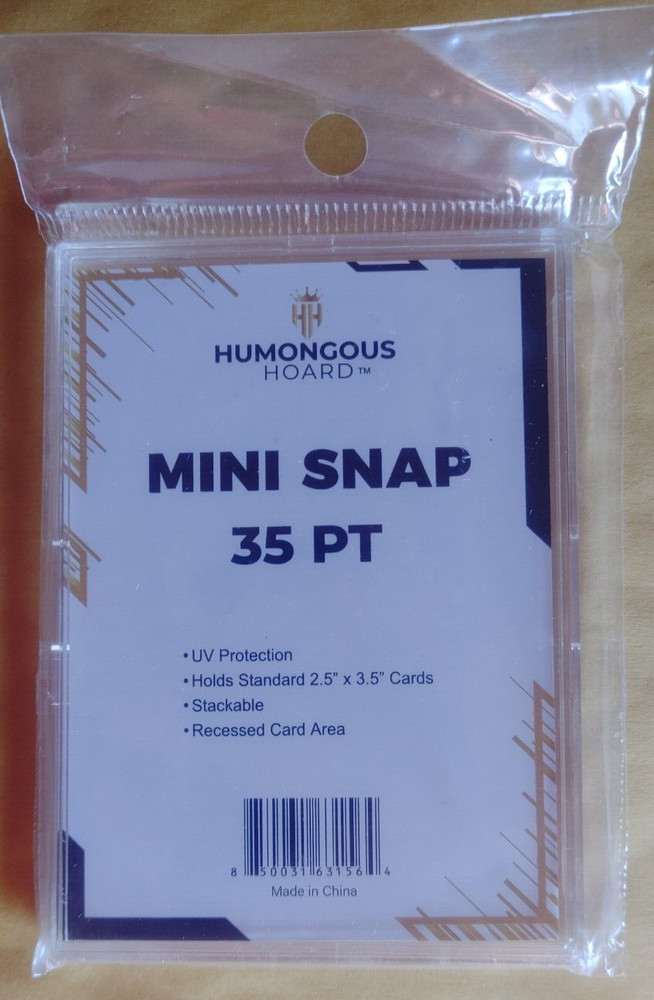 HH
HUMONGOUS
HOARD™
MINI SNAP
35 PT
•UV Protection
•Holds Standard 2.5" x 3.5" Cards
•Stackable
•Recessed Card Area
8 50031 63156 4
Made in China